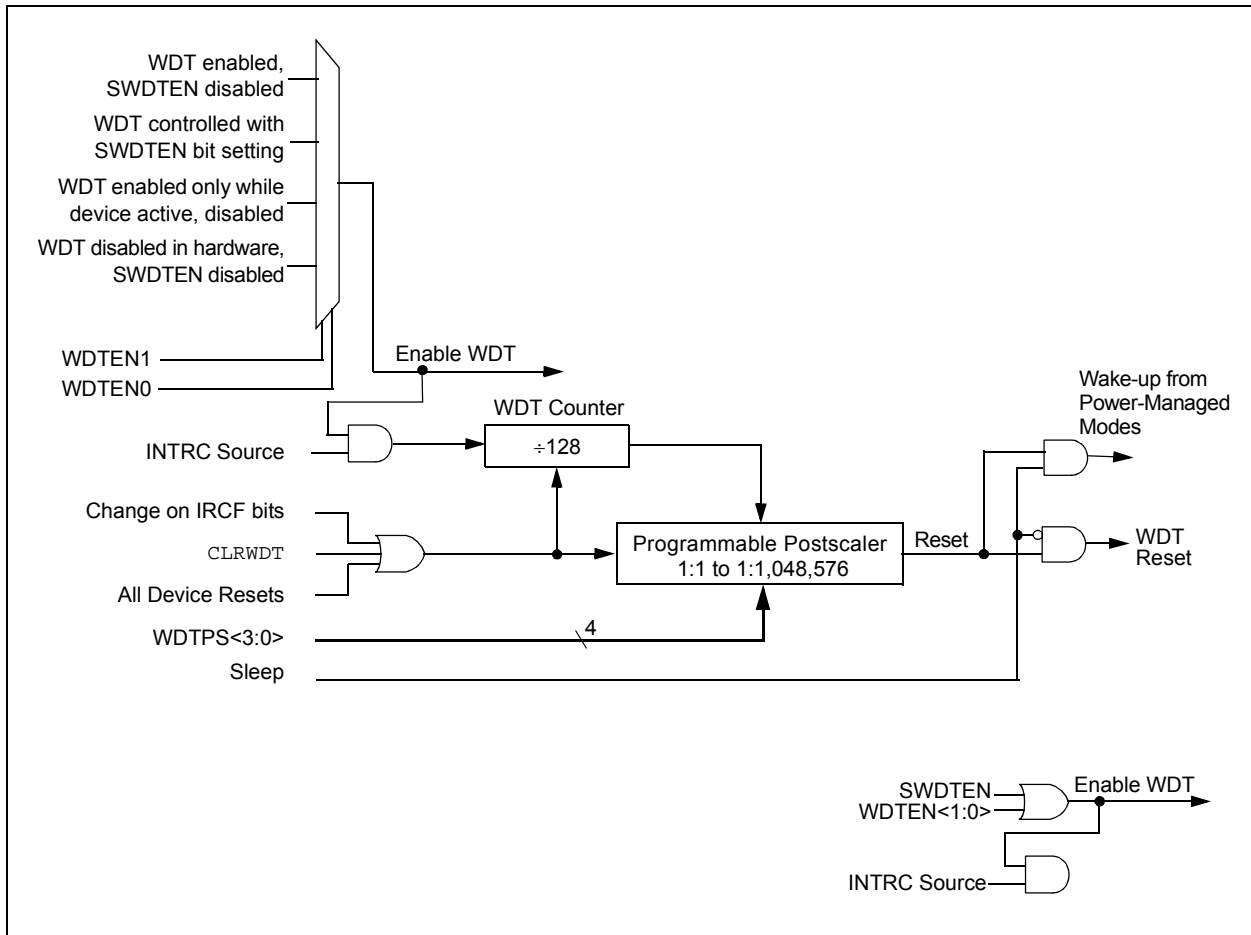 WDT enabled,
SWDTEN disabled
WDT controlled with
SWDTEN bit setting
WDT enabled only while
device active, disabled
WDT disabled in hardware,
SWDTEN disabled
WDTEN1
WDTEN0
Enable WDT
WDT Counter
÷128
INTRC Source
Wake-up from
Power-Managed
Modes
Change on IRCF bits
CLRWDT
All Device Resets
Programmable Postscaler
1:1 to 1:1,048,576
Reset
WDT
Reset
WDTPS<3:0>
4
Sleep
SWDTEN
WDTEN<1:0>
Enable WDT
INTRC Source